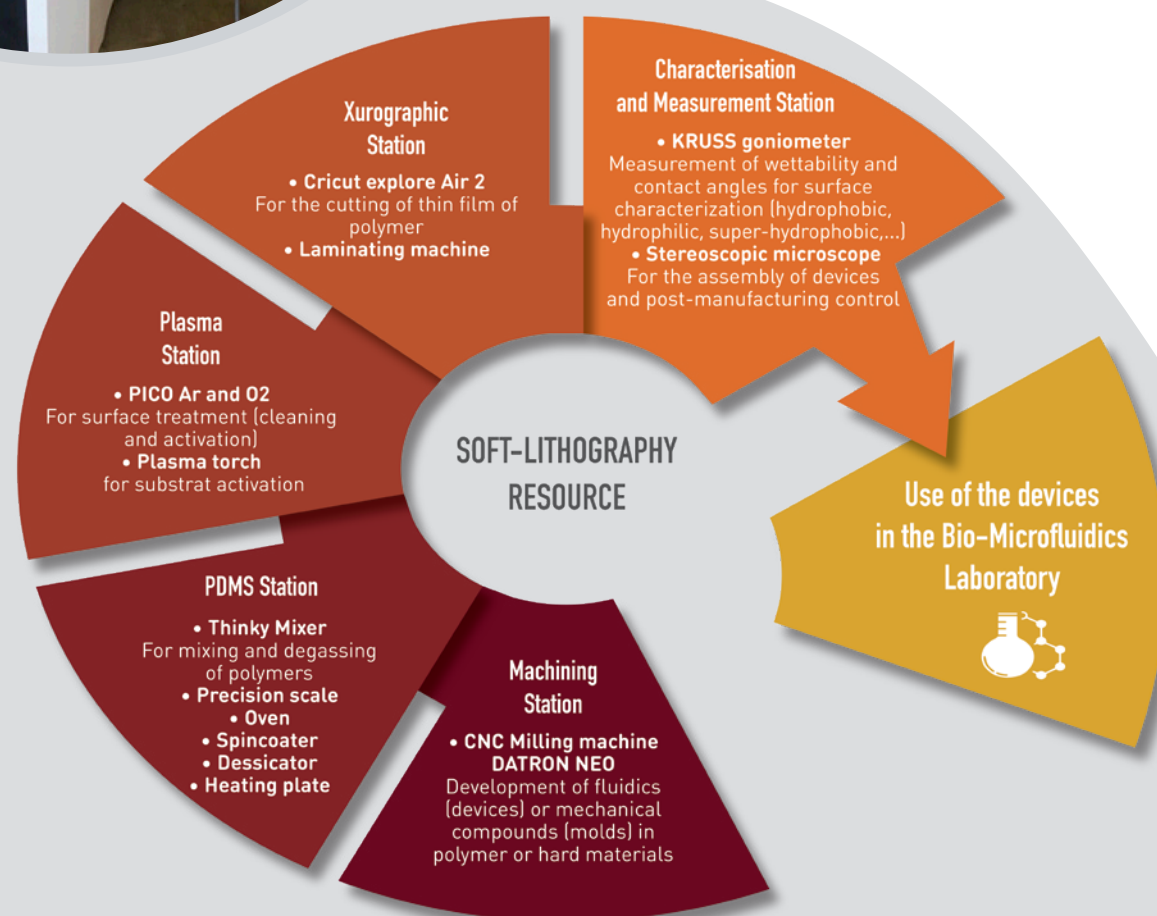 Xurographic
Station
• Cricut explore Air 2
For the cutting of thin film of
polymer
• Laminating machine
Characterisation
and Measurement Station
• KRUSS goniometer
Measurement of wettability and
contact angles for surface
characterization (hydrophobic,
hydrophilic, super-hydrophobic,...)
• Stereoscopic microscope
For the assembly of devices
and post-manufacturing control
Plasma
Station
• PICO Ar and O2
For surface treatment (cleaning
and activation)
• Plasma torch
for substrat activation
SOFT-LITHOGRAPHY
RESOURCE
Use of the devices
in the Bio-Microfluidics
Laboratory
PDMS Station
• Thinky Mixer
For mixing and degassing
of polymers
• Precision scale
• Oven
• Spincoater
• Dessicator
• Heating plate
Machining
Station
• CNC Milling machine
DATRON NEO
Development of fluidics
(devices) or mechanical
compounds (molds) in
polymer or hard materials